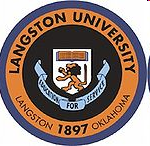 LANGSTON UNIVERSITY
EDUCATION FOR SERVICE
LANGSTON 1897 OKLAHOMA